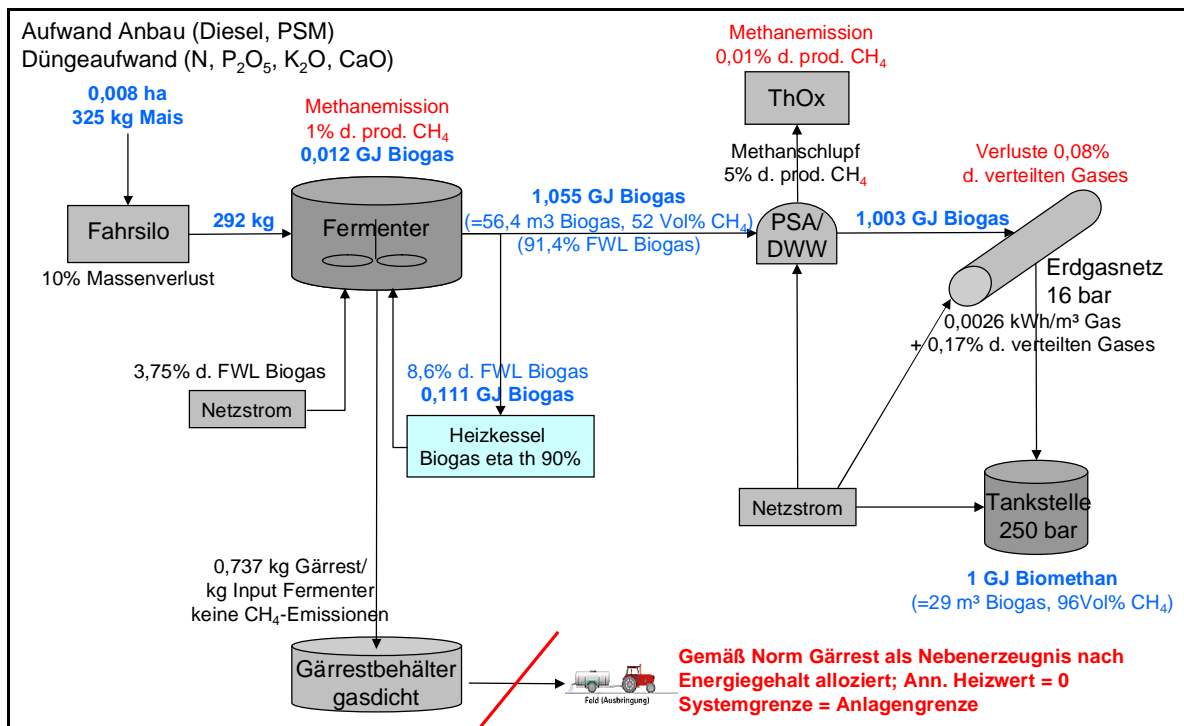 Aufwand Anbau (Diesel, PSM)
Düngeaufwand (N, P₂O₅, K₂O, CaO)
0,008 ha
325 kg Mais
Fahrsilo
10% Massenverlust
292 kg
Methanemission
1% d. prod. CH₄
0,012 GJ Biogas
Fermenter
1,055 GJ Biogas
(=56,4 m3 Biogas, 52 Vol% CH₄)
(91,4% FWL Biogas)
Methanemission
0,01% d. prod. CH₄
ThOx
Methanschlupf
5% d. prod. CH₄
PSA/
DWW
1,003 GJ Biogas
Verluste 0,08%
d. verteilten Gases
Erdgasnetz
16 bar
0,0026 kWh/m³ Gas
+ 0,17% d. verteilten Gases
3,75% d. FWL Biogas
Netzstrom
8,6% d. FWL Biogas
0,111 GJ Biogas
Heizkessel
Biogas eta th 90%
Netzstrom
Tankstelle
250 bar
1 GJ Biomethan
(=29 m³ Biogas, 96Vol% CH₄)
0,737 kg Gärrest/
kg Input Fermenter
keine CH₄-Emissionen
Gärrestbehälter
gasdicht
Feld (Ausbringung)
Gemäß Norm Gärrest als Nebenerzeugnis nach
Energiegehalt alloziert; Ann. Heizwert = 0
Systemgrenze = Anlagengrenze